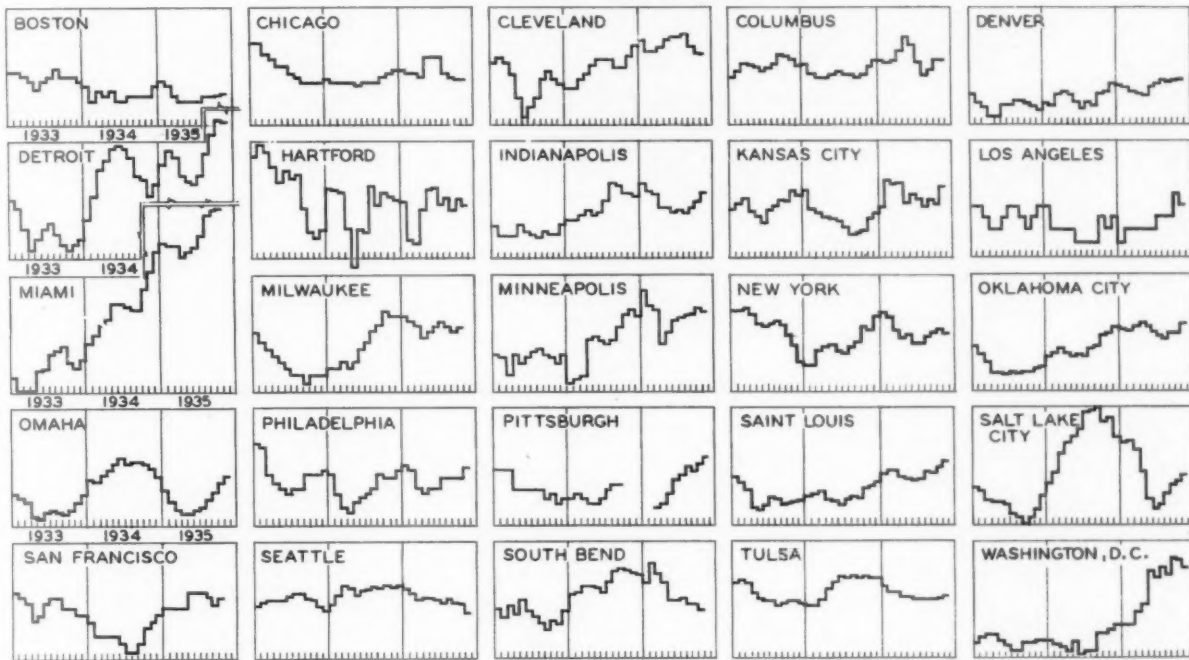 BOSTON
CHICAGO
CLEVELAND
COLUMBUS
DENVER
1933 1934 1935
DETROIT
HARTFORD
INDIANAPOLIS
KANSAS CITY
LOS ANGELES
1933 1934
MIAMI
MILWAUKEE
MINNEAPOLIS
NEW YORK
OKLAHOMA CITY
1933 1934 1935
OMAHA
PHILADELPHIA
PITTSBURGH
SAINT LOUIS
SALT LAKE
CITY
1933 1934 1935
SAN FRANCISCO
SEATTLE
SOUTH BEND
TULSA
WASHINGTON, D.C.